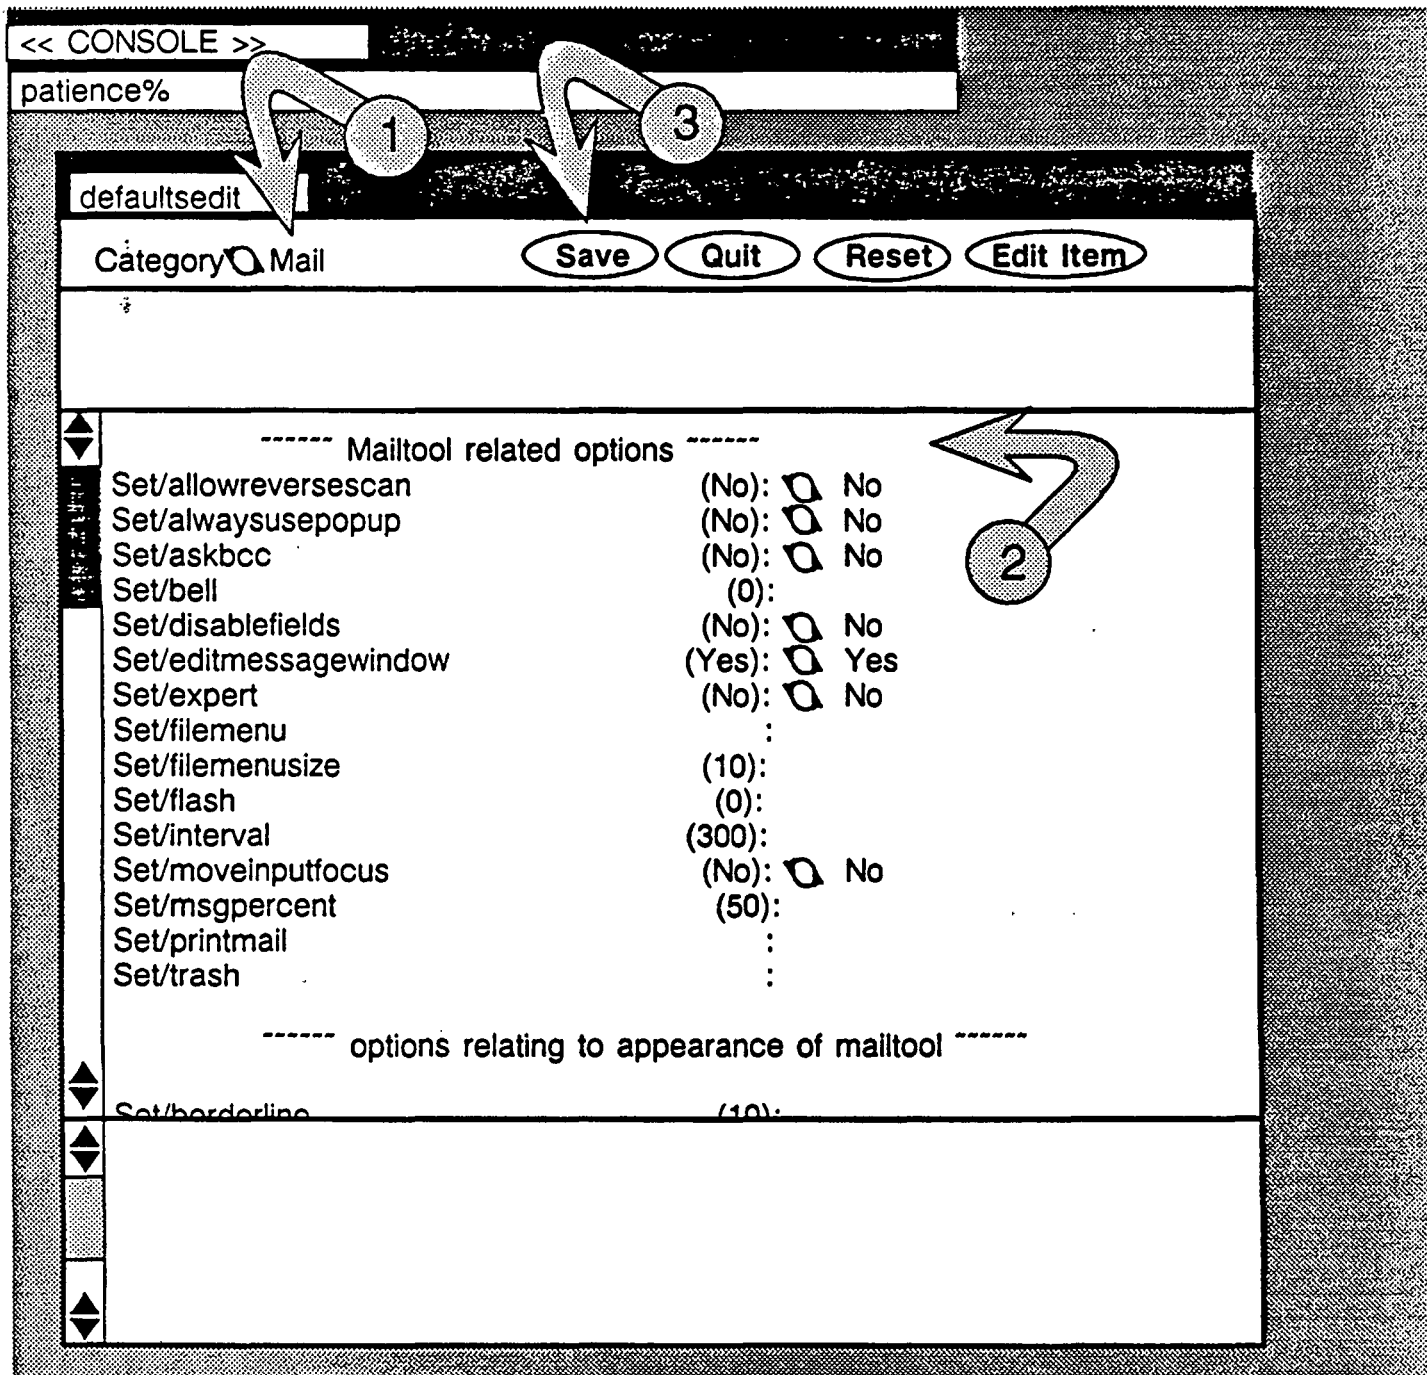 << CONSOLE >>
patience%
1
3
defaultsedit
Category Mail Save Quit Reset Edit Item
------ Mailtool related options ------
Set/allowreversescan (No): No
Set/alwaysusepopup (No): No
Set/askbcc (No): No
2
Set/bell (0):
Set/disablefields (No): No
Set/editmessagewindow (Yes): Yes
Set/expert (No): No
Set/filemenu :
Set/filemenusize (10):
Set/flash (0):
Set/interval (300):
Set/moveinputfocus (No): No
Set/msgpercent (50):
Set/printmail :
Set/trash :
------ options relating to appearance of mailtool ------
Set/borderline (10):